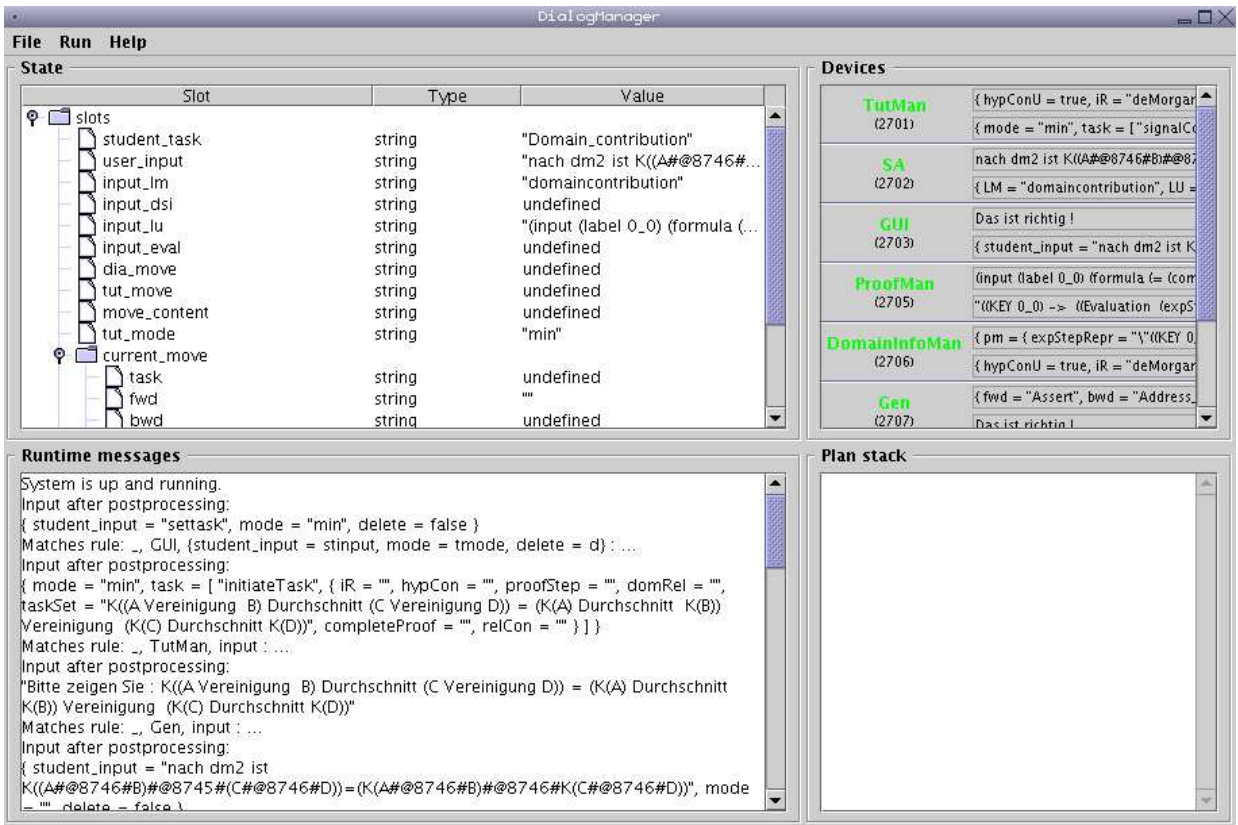 DialogManager
File Run Help
State
Slot Type Value
slots
student_task string "Domain_contribution"
user_input string "nach dm2 ist K((A#@8746#...
input_lm string "domaincontribution"
input_dsi string undefined
input_lu string "(input (label 0_0) (formula (...
input_eval string undefined
dia_move string undefined
tut_move string undefined
move_content string undefined
tut_mode string "min"
current_move
task string undefined
fwd string ""
bwd string undefined
Devices
TutMan
(2701)
{ hypConU = true, iR = "deMorgan
{ mode = "min", task = ["signalCo
SA
(2702)
nach dm2 ist K((A#@8746#B)#@87
{ LM = "domaincontribution", LU =
GUI
(2703)
Das ist richtig !
{ student_input = "nach dm2 ist K
ProofMan
(2705)
(input (label 0_0) (formula (= (com
"((KEY 0_0) -> ((Evaluation (expS
DomainInfoMan
(2706)
{ pm = { expStepRepr = "\"((KEY 0_
{ hypConU = true, iR = "deMorgan
Gen
(2707)
{ fwd = "Assert", bwd = "Address_
Das ist richtig !
Runtime messages
System is up and running.
Input after postprocessing:
{ student_input = "settask", mode = "min", delete = false }
Matches rule: _, GUI, {student_input = stinput, mode = tmode, delete = d} : ...
Input after postprocessing:
{ mode = "min", task = [ "initiateTask", { iR = "", hypCon = "", proofStep = "", domRel = "",
taskSet = "K((A Vereinigung B) Durchschnitt (C Vereinigung D)) = (K(A) Durchschnitt K(B))
Vereinigung (K(C) Durchschnitt K(D))", completeProof = "", relCon = "" } ] }
Matches rule: _, TutMan, input : ...
Input after postprocessing:
"Bitte zeigen Sie : K((A Vereinigung B) Durchschnitt (C Vereinigung D)) = (K(A) Durchschnitt
K(B)) Vereinigung (K(C) Durchschnitt K(D))"
Matches rule: _, Gen, input : ...
Input after postprocessing:
{ student_input = "nach dm2 ist
K((A#@8746#B)#@8745#(C#@8746#D))=(K(A#@8746#B)#@8746#K(C#@8746#D))", mode
= "", delete = false }
Plan stack